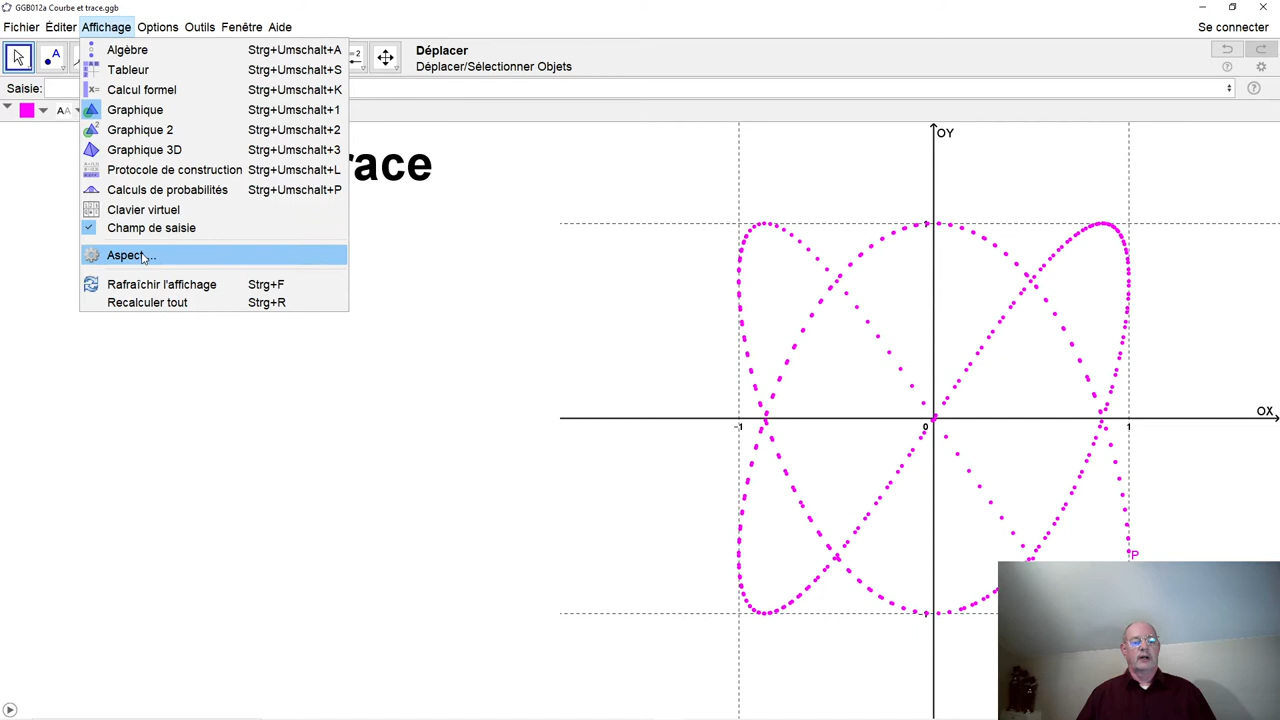 GGB012a Courbe et trace.ggb
Fichier Éditer Affichage Options Outils Fenêtre Aide
Se connecter
Déplacer
Déplacer/Sélectionner Objets
Saisie:
AA
Algèbre Strg+Umschalt+A
Tableur Strg+Umschalt+S
Calcul formel Strg+Umschalt+K
Graphique Strg+Umschalt+1
Graphique 2 Strg+Umschalt+2
Graphique 3D Strg+Umschalt+3
Protocole de construction Strg+Umschalt+L
Calculs de probabilités Strg+Umschalt+P
Clavier virtuel
Champ de saisie
Aspect ...
Rafraîchir l'affichage Strg+F
Recalculer tout Strg+R
race
OY
OX
-1 0 1
P